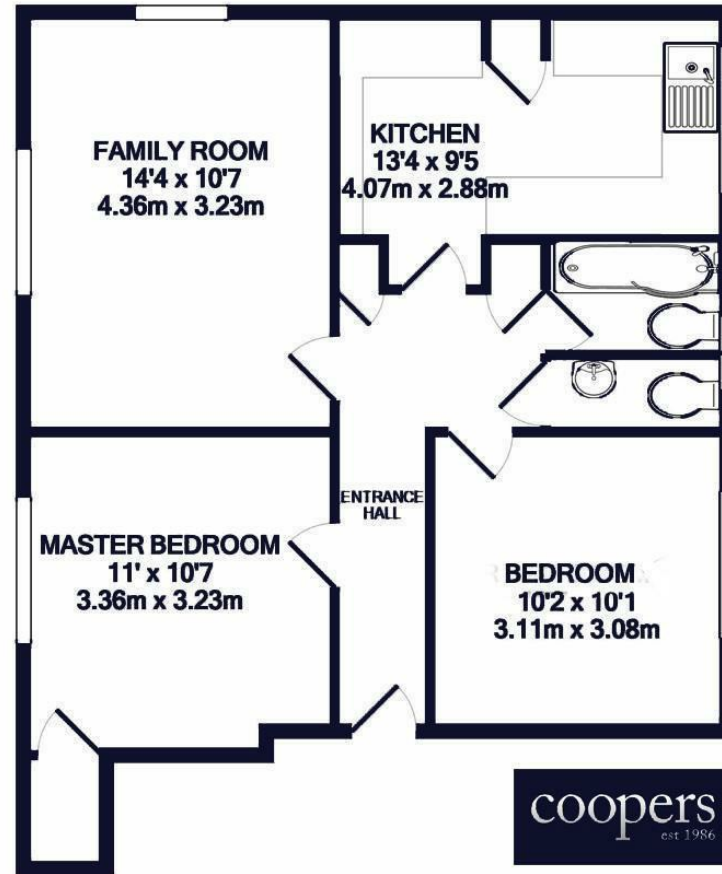 FAMILY ROOM
14'4 x 10'7
4.36m x 3.23m
KITCHEN
13'4 x 9'5
4.07m x 2.88m
ENTRANCE
HALL
MASTER BEDROOM
11' x 10'7
3.36m x 3.23m
BEDROOM
10'2 x 10'1
3.11m x 3.08m
coopers
est 1986